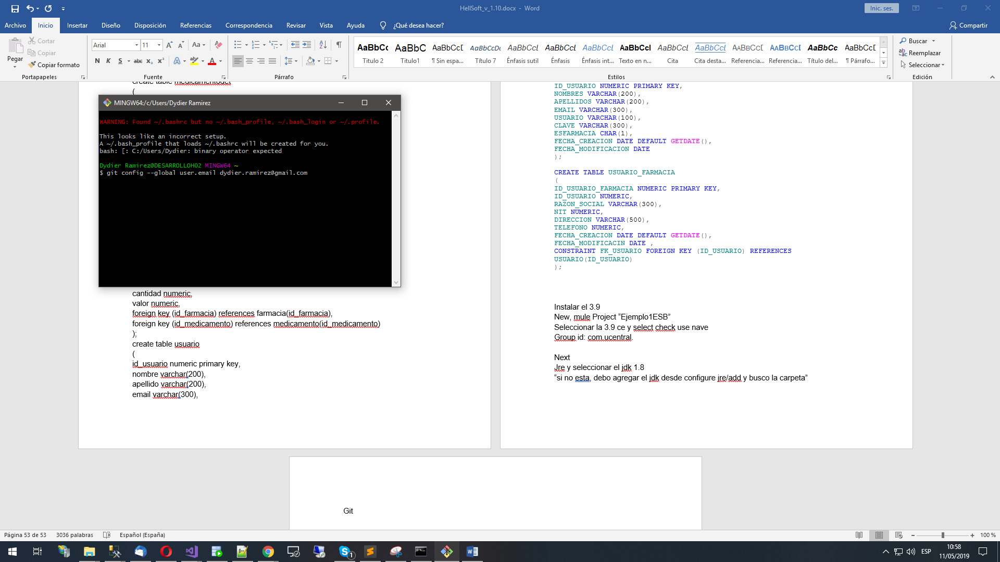 HellSoft_v_1.10.docx - Word
Inic. ses.
Archivo Inicio Insertar Diseño Disposición Referencias Correspondencia Revisar Vista Ayuda ¿Qué desea hacer? Compartir
Pegar
Cortar
Copiar
Copiar formato
Portapapeles
Arial 11
Aa
N K S abc x₂ x²
Fuente
Párrafo
AaBbCc AaBbC AaBbCcD AaBbCcDc AaBbCcL AaBbCcL AaBbCcL AaBbCcI AaBbCcL AaBbCcL AABBCCD AABBCCI AaBbCc AaBbCcD
Titulo 2 Titulo1 ¶ Sin espa... Título 7 Énfasis sutil Énfasis Énfasis int... Texto en n... Cita Cita desta... Referencia... Referencia... Título del... ¶ Párrafo...
Estilos
Buscar
Reemplazar
Seleccionar
Edición
create table medicamentodet
(
MINGW64:/c/Users/Dydier Ramirez
WARNING: Found ~/.bashrc but no ~/.bash_profile, ~/.bash_login or ~/.profile.
This looks like an incorrect setup.
A ~/.bash_profile that loads ~/.bashrc will be created for you.
bash: [: C:/Users/Dydier: binary operator expected
Dydier Ramirez@DESARROLLOH02 MINGW64 ~
$ git config --global user.email dydier.ramirez@gmail.com
cantidad numeric,
valor numeric,
foreign key (id_farmacia) references farmacia(id_farmacia),
foreign key (id_medicamento) references medicamento(id_medicamento)
);
create table usuario
(
id_usuario numeric primary key,
nombre varchar(200),
apellido varchar(200),
email varchar(300),
ID_USUARIO NUMERIC PRIMARY KEY,
NOMBRES VARCHAR(200),
APELLIDOS VARCHAR(200),
EMAIL VARCHAR(300),
USUARIO VARCHAR(100),
CLAVE VARCHAR(300),
ESFARMACIA CHAR(1),
FECHA_CREACION DATE DEFAULT GETDATE(),
FECHA_MODIFICACION DATE
);
CREATE TABLE USUARIO_FARMACIA
(
ID_USUARIO_FARMACIA NUMERIC PRIMARY KEY,
ID_USUARIO NUMERIC,
RAZON_SOCIAL VARCHAR(300),
NIT NUMERIC,
DIRECCION VARCHAR(500),
TELEFONO NUMERIC,
FECHA_CREACION DATE DEFAULT GETDATE(),
FECHA_MODIFICACIN DATE ,
CONSTRAINT FK_USUARIO FOREIGN KEY (ID_USUARIO) REFERENCES
USUARIO(ID_USUARIO)
);
Instalar el 3.9
New, mule Project “Ejemplo1ESB”
Seleccionar la 3.9 ce y select check use nave
Group id: com.ucentral.
Next
Jre y seleccionar el jdk 1.8
“si no esta, debo agregar el jdk desde configure jre/add y busco la carpeta”
Git
Página 53 de 53 3036 palabras Español (España) 100 %
ESP
10:58
11/05/2019